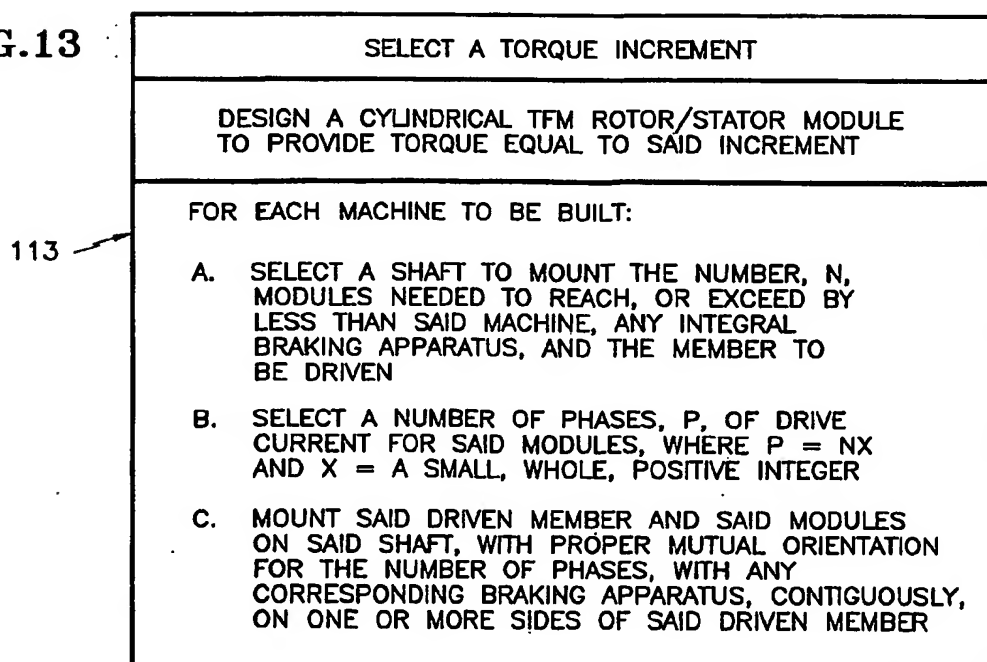 G.13
SELECT A TORQUE INCREMENT
DESIGN A CYLINDRICAL TFM ROTOR/STATOR MODULE
TO PROVIDE TORQUE EQUAL TO SAID INCREMENT
FOR EACH MACHINE TO BE BUILT:
113
A. SELECT A SHAFT TO MOUNT THE NUMBER, N,
MODULES NEEDED TO REACH, OR EXCEED BY
LESS THAN SAID MACHINE, ANY INTEGRAL
BRAKING APPARATUS, AND THE MEMBER TO
BE DRIVEN
B. SELECT A NUMBER OF PHASES, P, OF DRIVE
CURRENT FOR SAID MODULES, WHERE P = NX
AND X = A SMALL, WHOLE, POSITIVE INTEGER
C. MOUNT SAID DRIVEN MEMBER AND SAID MODULES
ON SAID SHAFT, WITH PROPER MUTUAL ORIENTATION
FOR THE NUMBER OF PHASES, WITH ANY
CORRESPONDING BRAKING APPARATUS, CONTIGUOUSLY,
ON ONE OR MORE SIDES OF SAID DRIVEN MEMBER